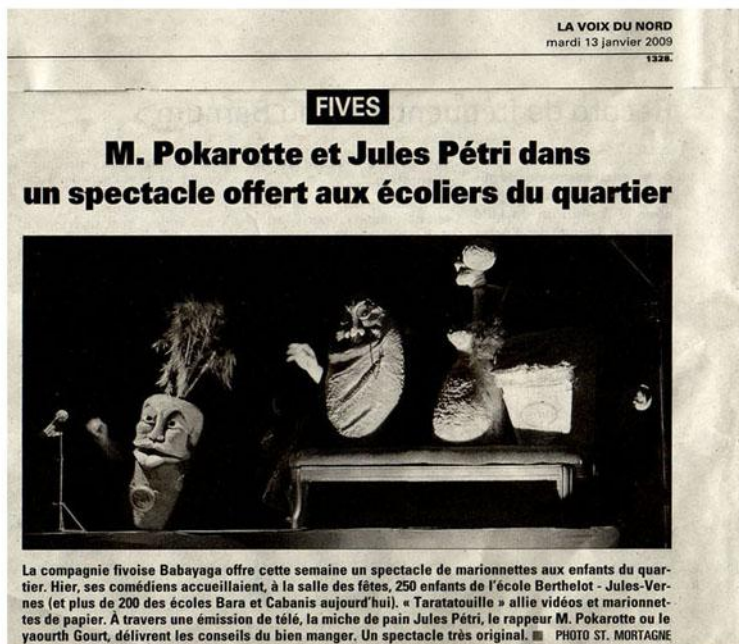 LA VOIX DU NORD
mardi 13 janvier 2009
1328.
FIVES
M. Pokarotte et Jules Pétri dans
un spectacle offert aux écoliers du quartier
La compagnie fivoise Babayaga offre cette semaine un spectacle de marionnettes aux enfants du quar-
tier. Hier, ses comédiens accueillaient, à la salle des fêtes, 250 enfants de l'école Berthelot - Jules-Ver-
nes (et plus de 200 des écoles Bara et Cabanis aujourd'hui). « Taratatouille » allie vidéos et marionnet-
tes de papier. À travers une émission de télé, la miche de pain Jules Pétri, le rappeur M. Pokarotte ou le
yaourth Gourt, délivrent les conseils du bien manger. Un spectacle très original. ■ PHOTO ST. MORTAGNE